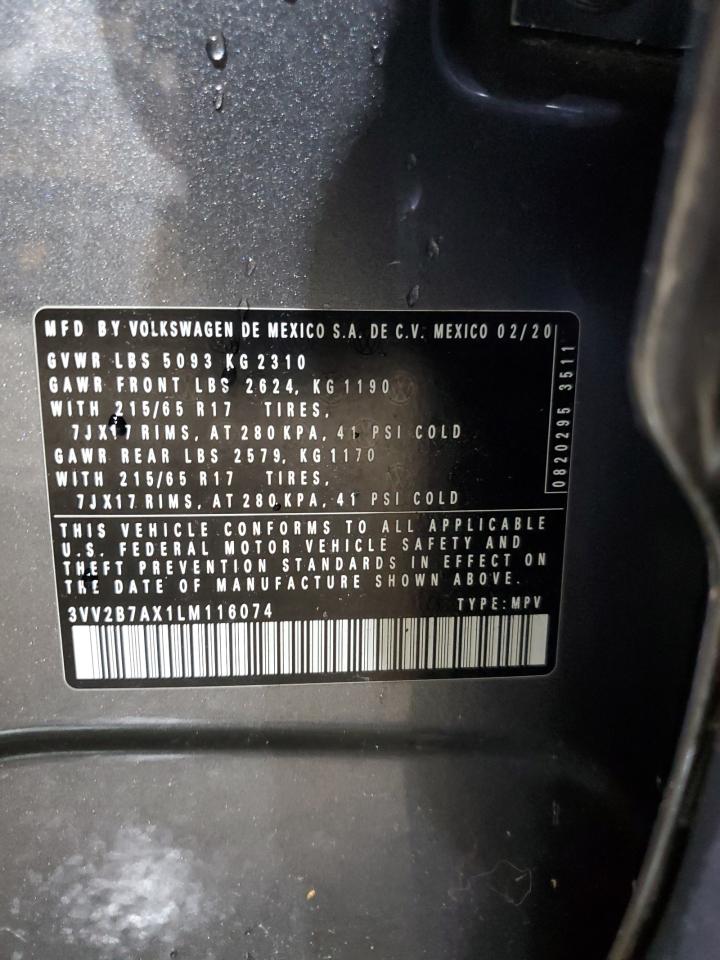 MFD BY VOLKSWAGEN DE MEXICO S.A. DE C.V. MEXICO 02/20
GVWR LBS 5093 KG 2310
GAWR FRONT LBS 2624, KG 1190
WITH 215/65 R17 TIRES,
7JX17 RIMS, AT 280 KPA, 41 PSI COLD
GAWR REAR LBS 2579, KG 1170
WITH 215/65 R17 TIRES,
7JX17 RIMS, AT 280 KPA, 41 PSI COLD
0820295 3511
THIS VEHICLE CONFORMS TO ALL APPLICABLE
U.S. FEDERAL MOTOR VEHICLE SAFETY AND
THEFT PREVENTION STANDARDS IN EFFECT ON
THE DATE OF MANUFACTURE SHOWN ABOVE.
3VV2B7AX1LM116074 TYPE: MPV